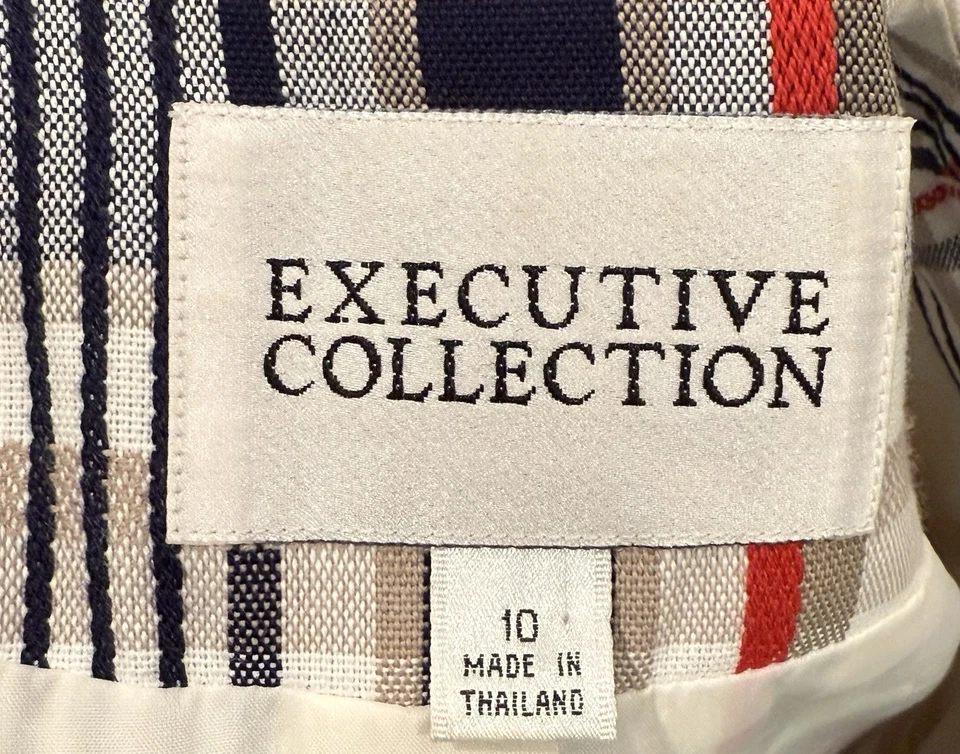 EXECUTIVE
COLLECTION
10
MADE IN
THAILAND